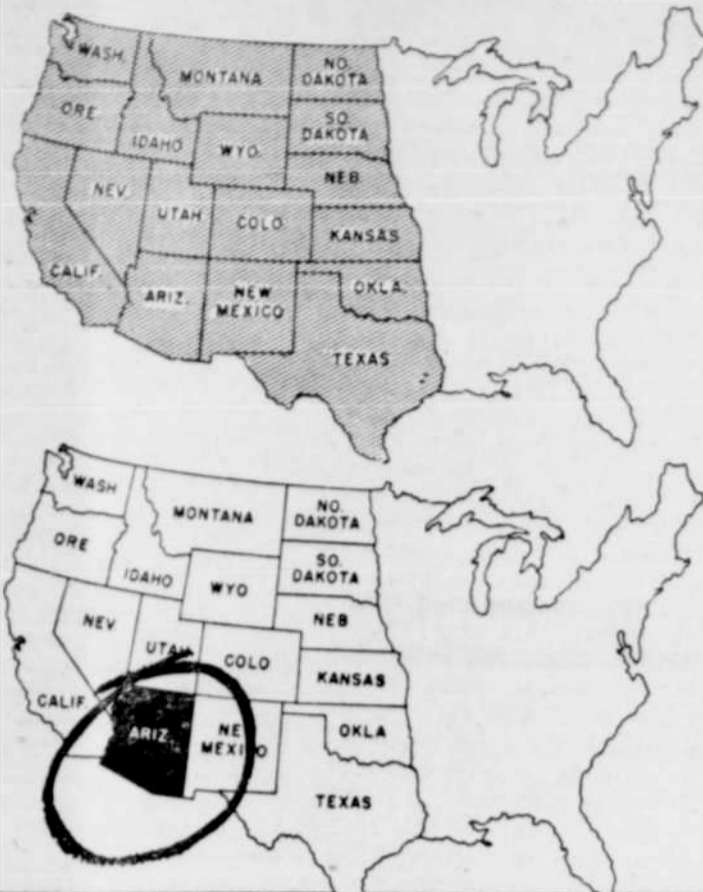 WASH.
MONTANA
NO.
DAKOTA
ORE.
IDAHO
WYO.
SO.
DAKOTA
NEB.
NEV.
UTAH
COLO.
KANSAS
CALIF.
ARIZ.
NEW
MEXICO
OKLA.
TEXAS
WASH
MONTANA
NO.
DAKOTA
ORE
IDAHO
WYO
SO.
DAKOTA
NEV
UTAH
COLO
NEB
KANSAS
CALIF.
ARIZ.
NEW
MEXICO
OKLA
TEXAS